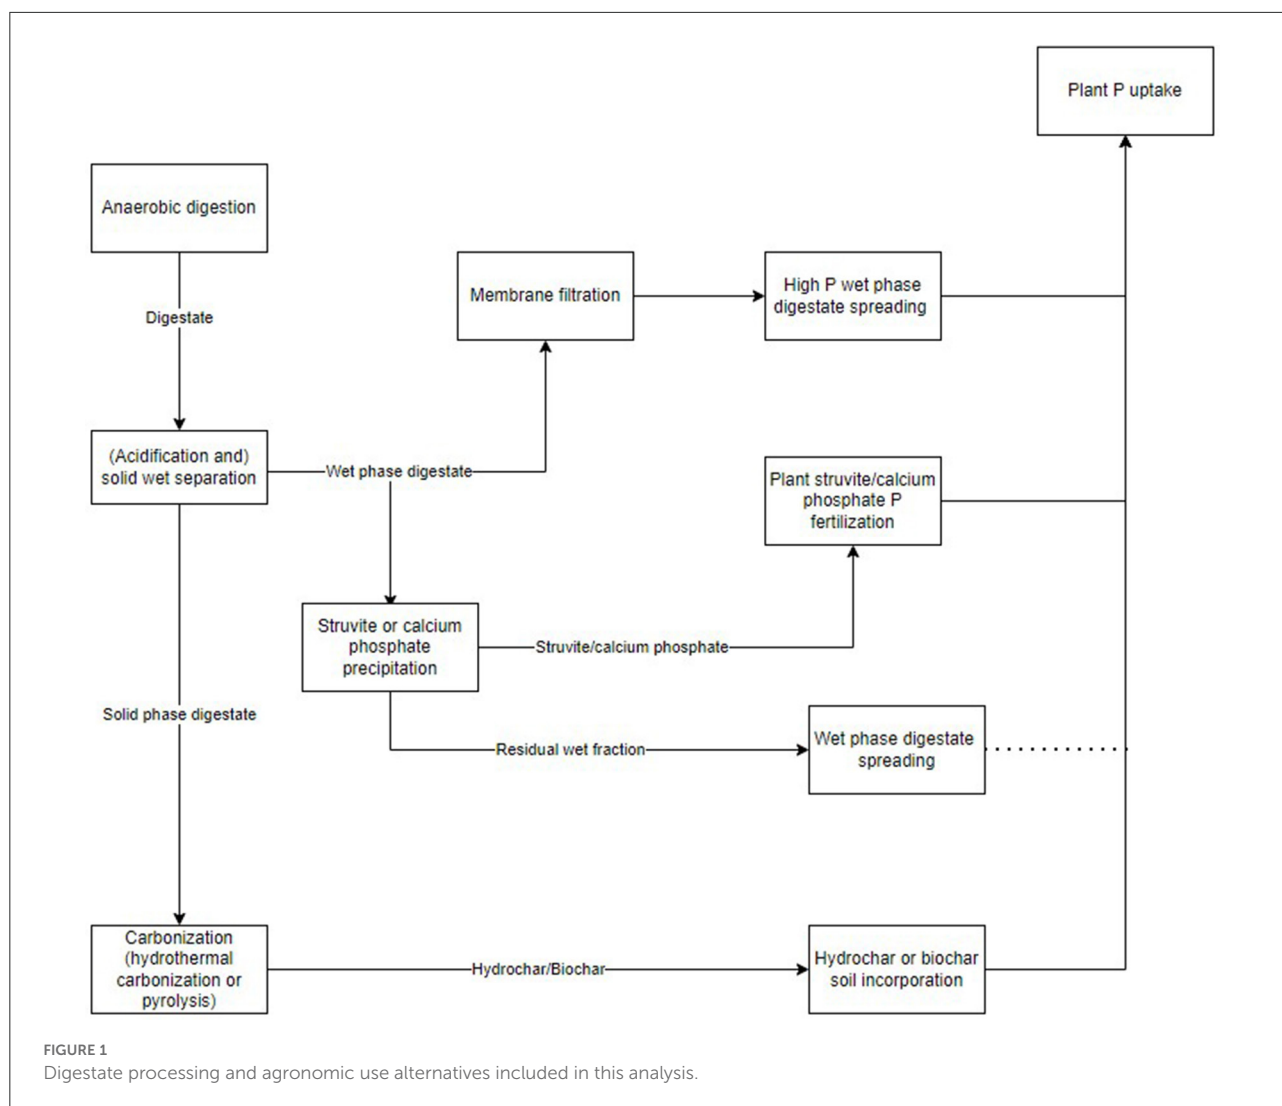 Plant P uptake
Anaerobic digestion
Digestate
Membrane filtration
High P wet phase
digestate spreading
(Acidification and)
solid wet separation
Wet phase digestate
Plant struvite/calcium
phosphate P
fertilization
Struvite or calcium
phosphate
precipitation
Struvite/calcium phosphate
Solid phase digestate
Residual wet fraction
Wet phase digestate
spreading
Carbonization
(hydrothermal
carbonization or
pyrolysis)
Hydrochar/Biochar
Hydrochar or biochar
soil incorporation
FIGURE 1
Digestate processing and agronomic use alternatives included in this analysis.